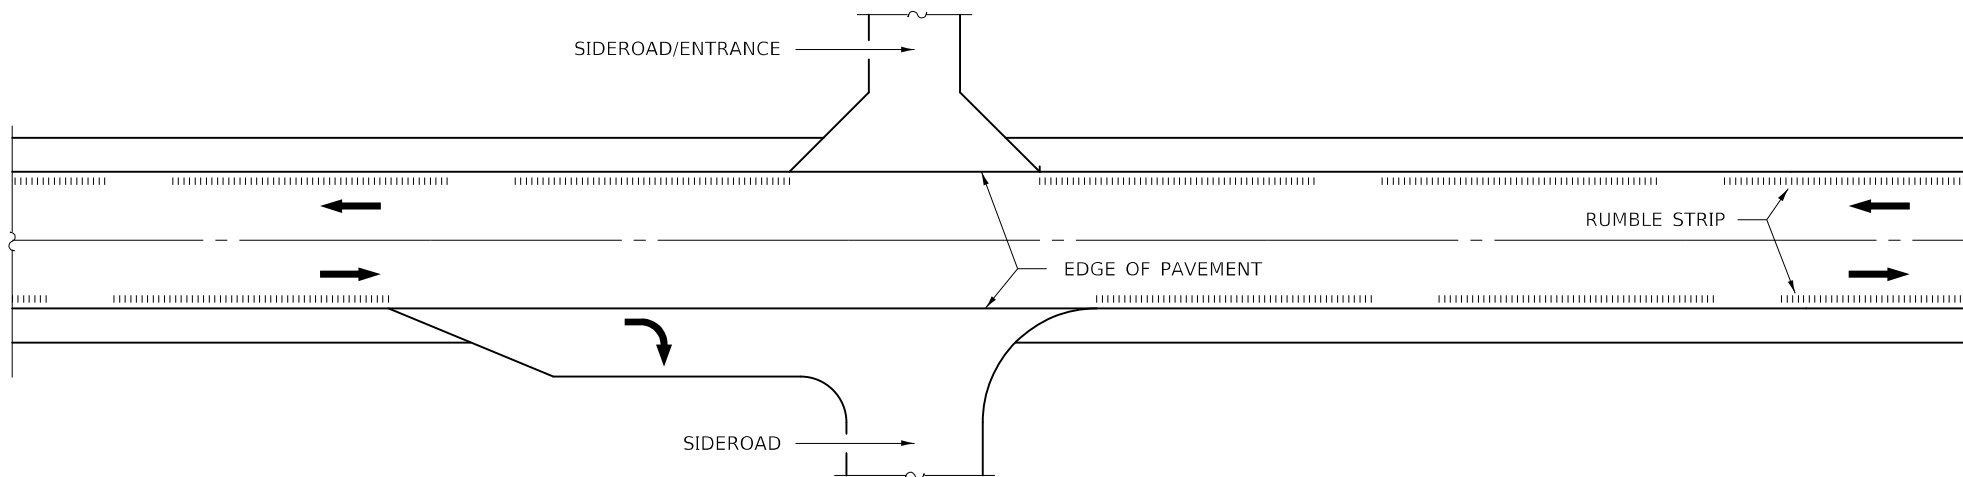 SIDEROAD/ENTRANCE
RUMBLE STRIP
EDGE OF PAVEMENT
SIDEROAD